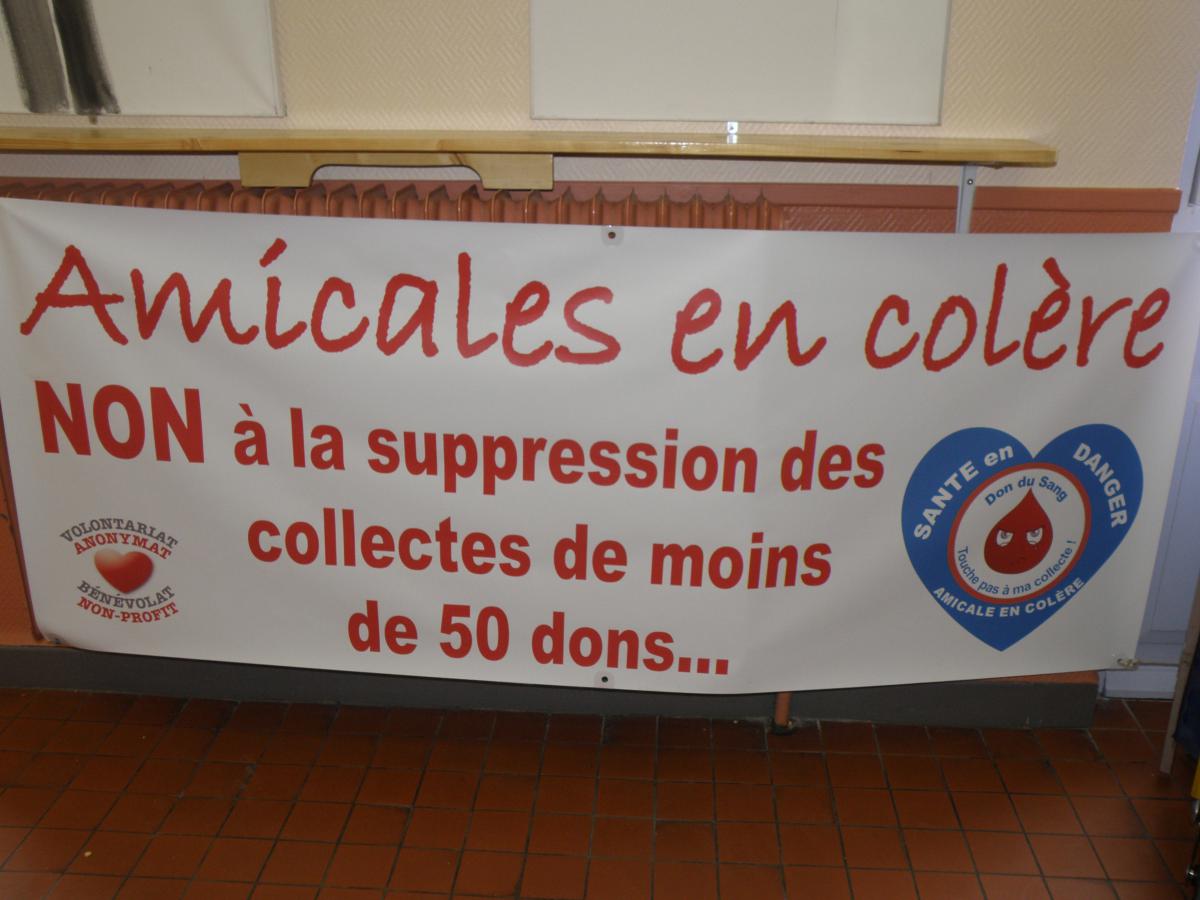 Amicales en colère
NON à la suppression des
collectes de moins
de 50 dons...
VOLONTARIAT
ANONYMAT
BÉNÉVOLAT
NON-PROFIT
SANTE en DANGER
Don du Sang
Touche pas à ma collecte !
AMICALE EN COLÈRE